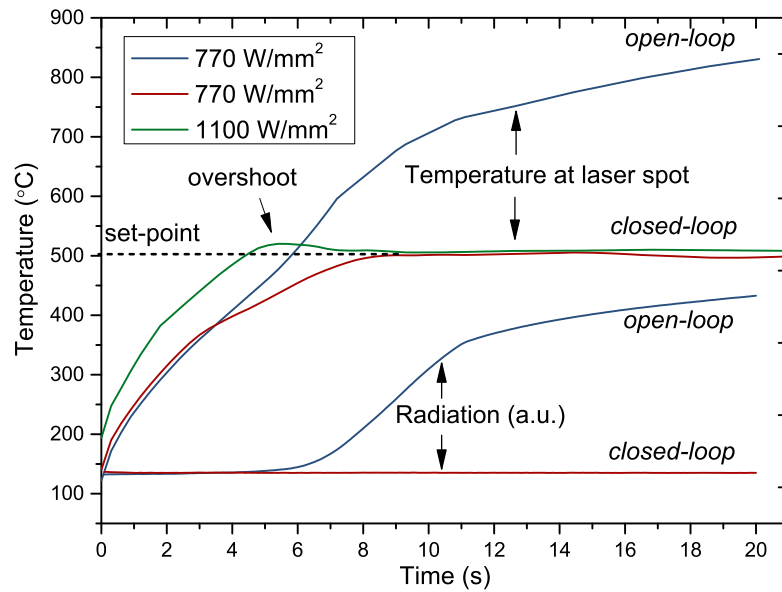 900
800
700
600
500
400
300
200
100
Temperature (°C)
770 W/mm²
770 W/mm²
1100 W/mm²
overshoot
set-point
open-loop
Temperature at laser spot
closed-loop
open-loop
Radiation (a.u.)
closed-loop
0 2 4 6 8 10 12 14 16 18 20
Time (s)